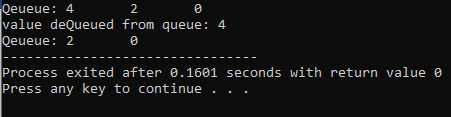 Qeueue: 4 2 0
value deQueued from queue: 4
Qeueue: 2 0
--------------------------------
Process exited after 0.1601 seconds with return value 0
Press any key to continue . . .